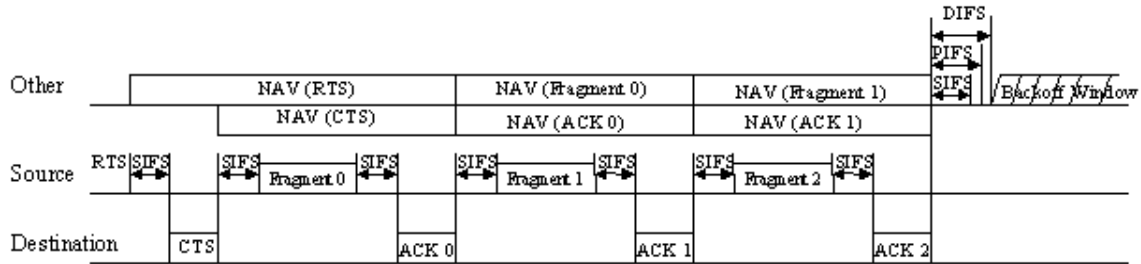 DIFS
PIFS
SIFS
Other
NAV (RTS)
NAV (Fragment 0)
NAV (Fragment 1)
Backoff Window
NAV (CTS)
NAV (ACK 0)
NAV (ACK 1)
Source
RTS
SIFS
SIFS
Fragment 0
SIFS
SIFS
Fragment 1
SIFS
SIFS
Fragment 2
SIFS
Destination
CTS
ACK 0
ACK 1
ACK 2